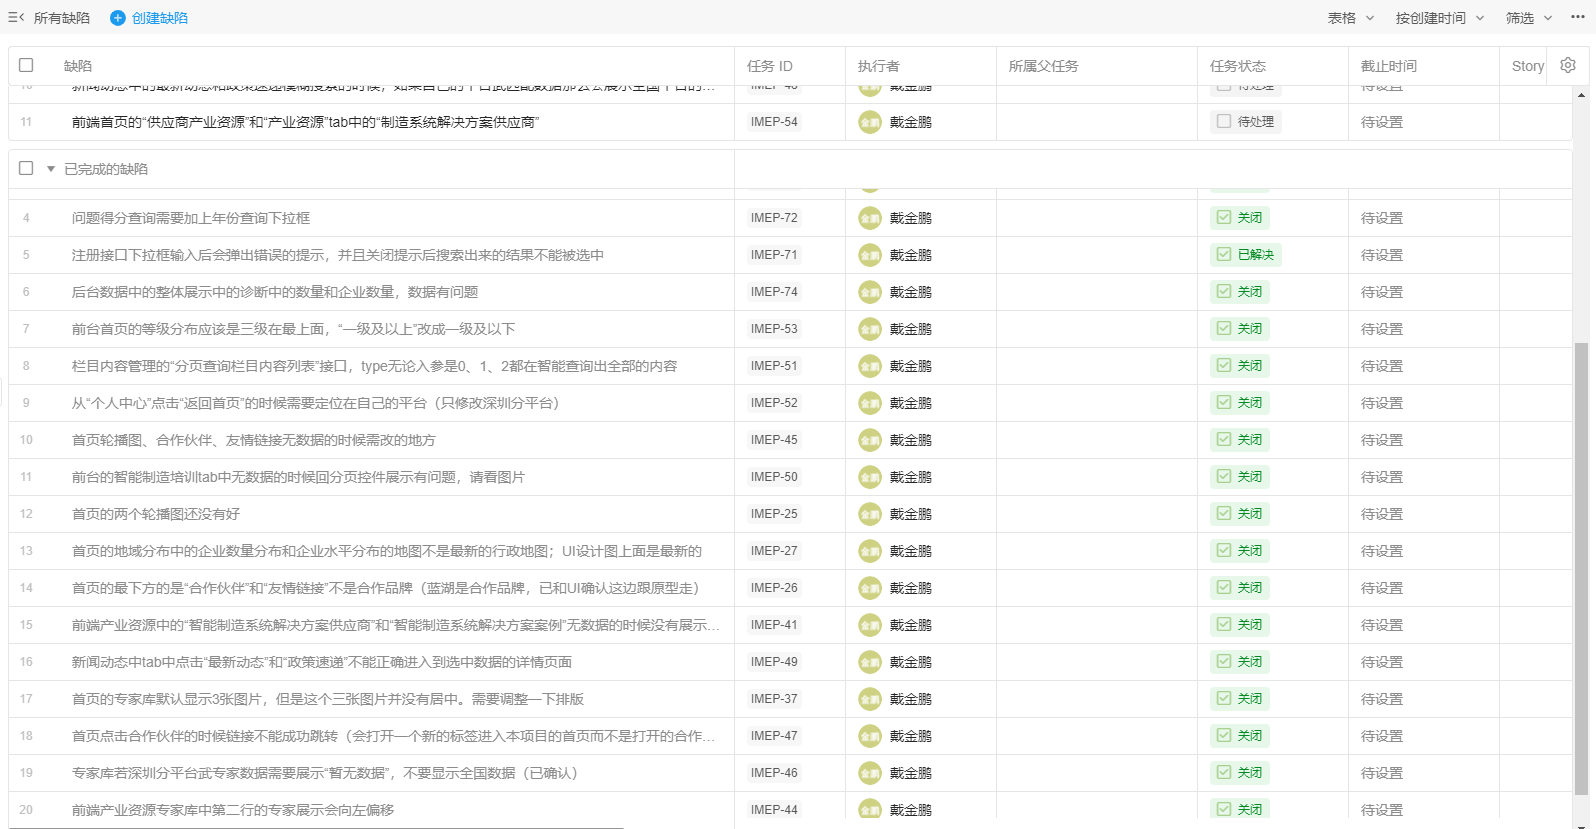 所有缺陷 创建缺陷 表格 按创建时间 筛选
缺陷 任务 ID 执行者 所属父任务 任务状态 截止时间 Story
11 前端首页的“供应商产业资源”和“产业资源”tab中的“制造系统解决方案供应商” IMEP-54 戴金鹏 待处理 待设置
已完成的缺陷
4 问题得分查询需要加上年份查询下拉框 IMEP-72 金鹏 戴金鹏 关闭 待设置
5 注册接口下拉框输入后会弹出错误的提示，并且关闭提示后搜索出来的结果不能被选中 IMEP-71 金鹏 戴金鹏 已解决 待设置
6 后台数据中的整体展示中的诊断中的数量和企业数量，数据有问题 IMEP-74 金鹏 戴金鹏 关闭 待设置
7 前台首页的等级分布应该是三级在最上面，“一级及以上”改成一级及以下 IMEP-53 金鹏 戴金鹏 关闭 待设置
8 栏目内容管理的“分页查询栏目内容列表”接口，type无论入参是0、1、2都在智能查询出全部的内容 IMEP-51 金鹏 戴金鹏 关闭 待设置
9 从“个人中心”点击“返回首页”的时候需要定位在自己的平台（只修改深圳分平台） IMEP-52 金鹏 戴金鹏 关闭 待设置
10 首页轮播图、合作伙伴、友情链接无数据的时候需改的地方 IMEP-45 金鹏 戴金鹏 关闭 待设置
11 前台的智能制造培训tab中无数据的时候回分页控件展示有问题，请看图片 IMEP-50 金鹏 戴金鹏 关闭 待设置
12 首页的两个轮播图还没有好 IMEP-25 金鹏 戴金鹏 关闭 待设置
13 首页的地域分布中的企业数量分布和企业水平分布的地图不是最新的行政地图；UI设计图上面是最新的 IMEP-27 金鹏 戴金鹏 关闭 待设置
14 首页的最下方的是“合作伙伴”和“友情链接”不是合作品牌（蓝湖是合作品牌，已和UI确认这边跟原型走） IMEP-26 金鹏 戴金鹏 关闭 待设置
15 前端产业资源中的“智能制造系统解决方案供应商”和“智能制造系统解决方案案例”无数据的时候没有展示... IMEP-41 金鹏 戴金鹏 关闭 待设置
16 新闻动态中tab中点击“最新动态”和“政策速递”不能正确进入到选中数据的详情页面 IMEP-49 金鹏 戴金鹏 关闭 待设置
17 首页的专家库默认显示3张图片，但是这个三张图片并没有居中。需要调整一下排版 IMEP-37 金鹏 戴金鹏 关闭 待设置
18 首页点击合作伙伴的时候链接不能成功跳转（会打开一个新的标签进入本项目的首页而不是打开的合作... IMEP-47 金鹏 戴金鹏 关闭 待设置
19 专家库若深圳分平台武专家数据需要展示“暂无数据”，不要显示全国数据（已确认） IMEP-46 金鹏 戴金鹏 关闭 待设置
20 前端产业资源专家库中第二行的专家展示会向左偏移 IMEP-44 金鹏 戴金鹏 关闭 待设置